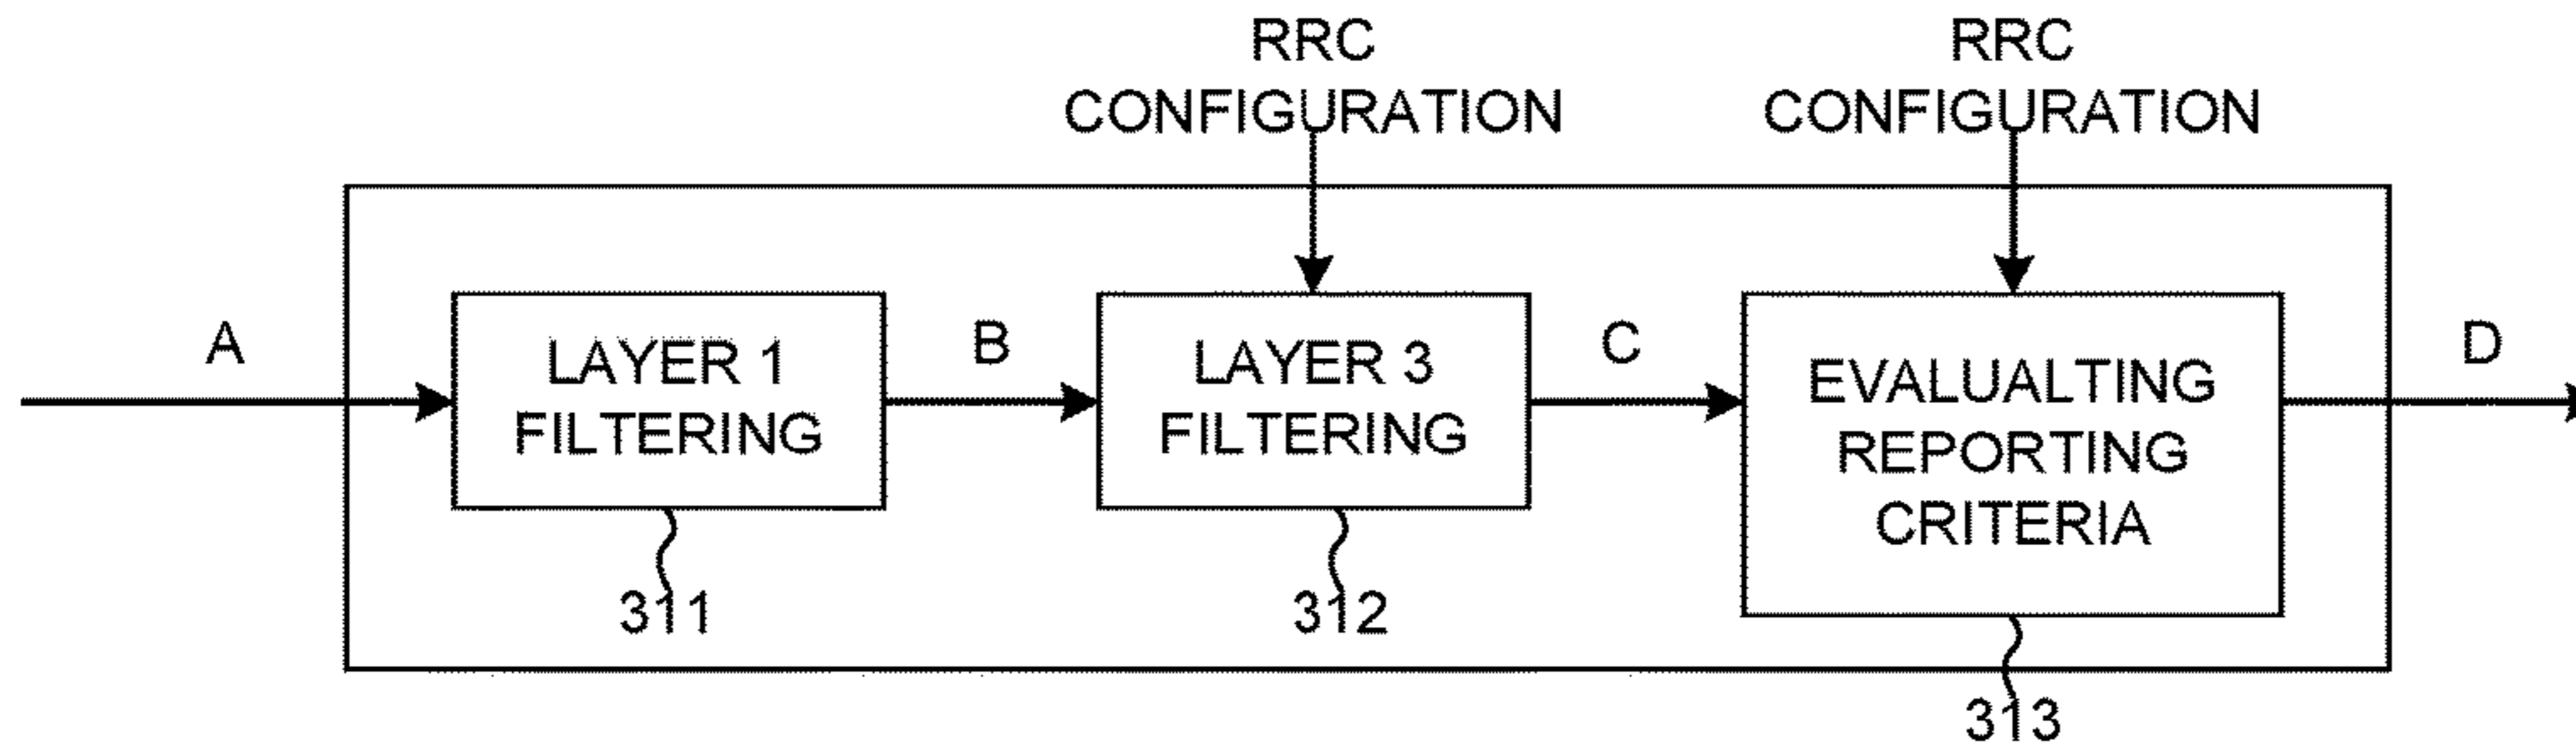 RRC
CONFIGURATION
RRC
CONFIGURATION
A
LAYER 1
FILTERING
B
LAYER 3
FILTERING
C
EVALUALTING
REPORTING
CRITERIA
D
311
312
313